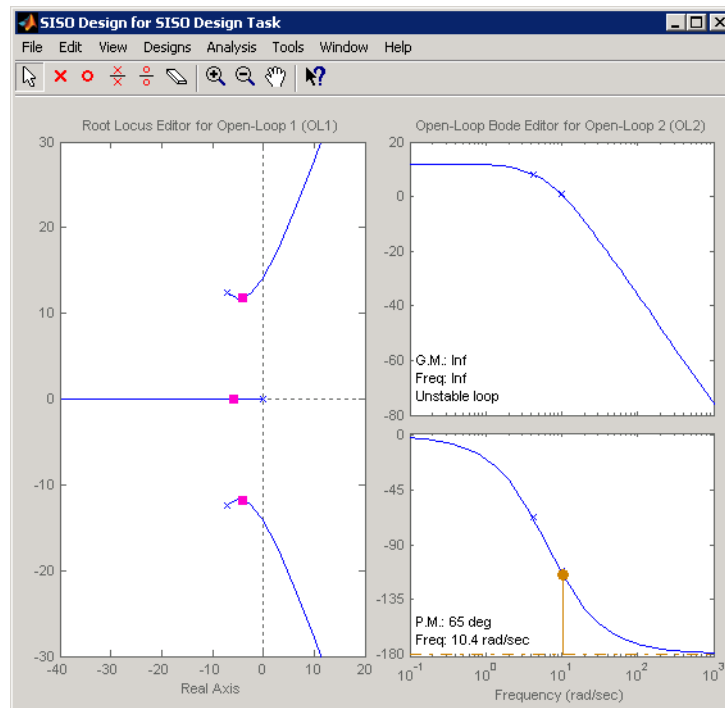 SISO Design for SISO Design Task
File Edit View Designs Analysis Tools Window Help
Root Locus Editor for Open-Loop 1 (OL1)
30
20
10
0
-10
-20
-30
-40 -30 -20 -10 0 10 20
Real Axis
Open-Loop Bode Editor for Open-Loop 2 (OL2)
20
0
-20
-40
-60
-80
G.M.: Inf
Freq: Inf
Unstable loop
0
-45
-90
-135
-180
P.M.: 65 deg
Freq: 10.4 rad/sec
10^-1 10^0 10^1 10^2 10^3
Frequency (rad/sec)